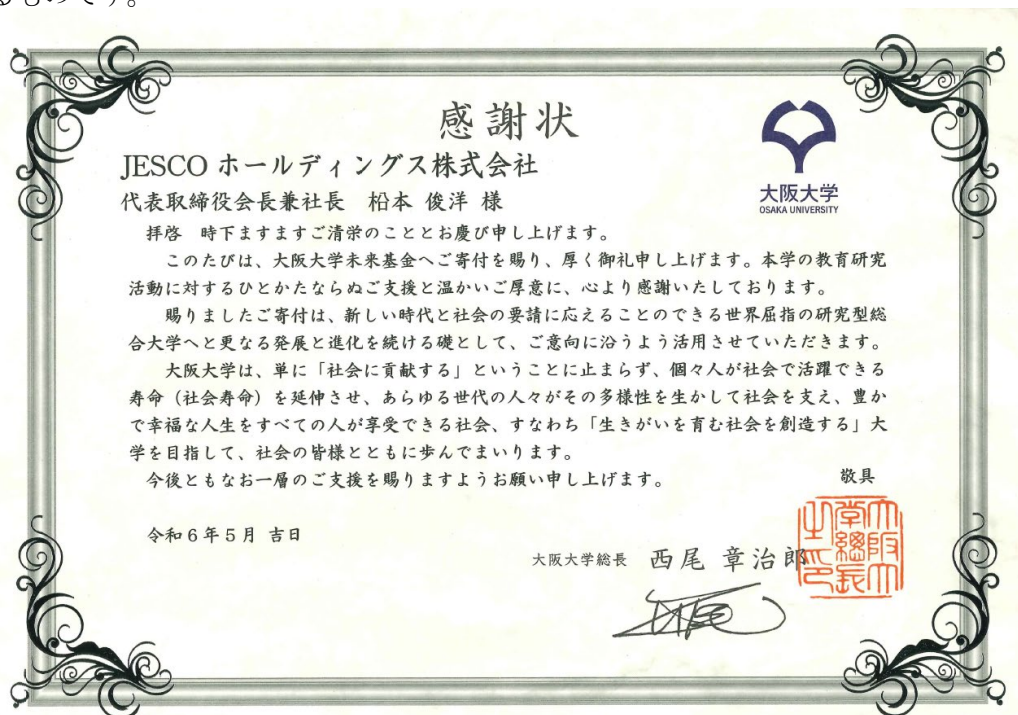 るものです。
感謝状
JESCO ホールディングス株式会社
代表取締役会長兼社長　松本 俊洋 様
大阪大学
OSAKA UNIVERSITY
拝啓　時下ますますご清栄のこととお慶び申し上げます。
このたびは、大阪大学未来基金へご寄付を賜り、厚く御礼申し上げます。本学の教育研究
活動に対するひとかたならぬご支援と温かいご厚意に、心より感謝いたしております。
賜りましたご寄付は、新しい時代と社会の要請に応えることのできる世界屈指の研究型総
合大学へと更なる発展と進化を続ける礎として、ご意向に沿うよう活用させていただきます。
大阪大学は、単に「社会に貢献する」ということに止まらず、個々人が社会で活躍できる
寿命（社会寿命）を延伸させ、あらゆる世代の人々がその多様性を生かして社会を支え、豊か
で幸福な人生をすべての人が享受できる社会、すなわち「生きがいを育む社会を創造する」大
学を目指して、社会の皆様とともに歩んでまいります。
今後ともなお一層のご支援を賜りますようお願い申し上げます。
敬具
令和６年５月 吉日
大阪大学総長　西尾 章治郎
大阪大
学總長
之印